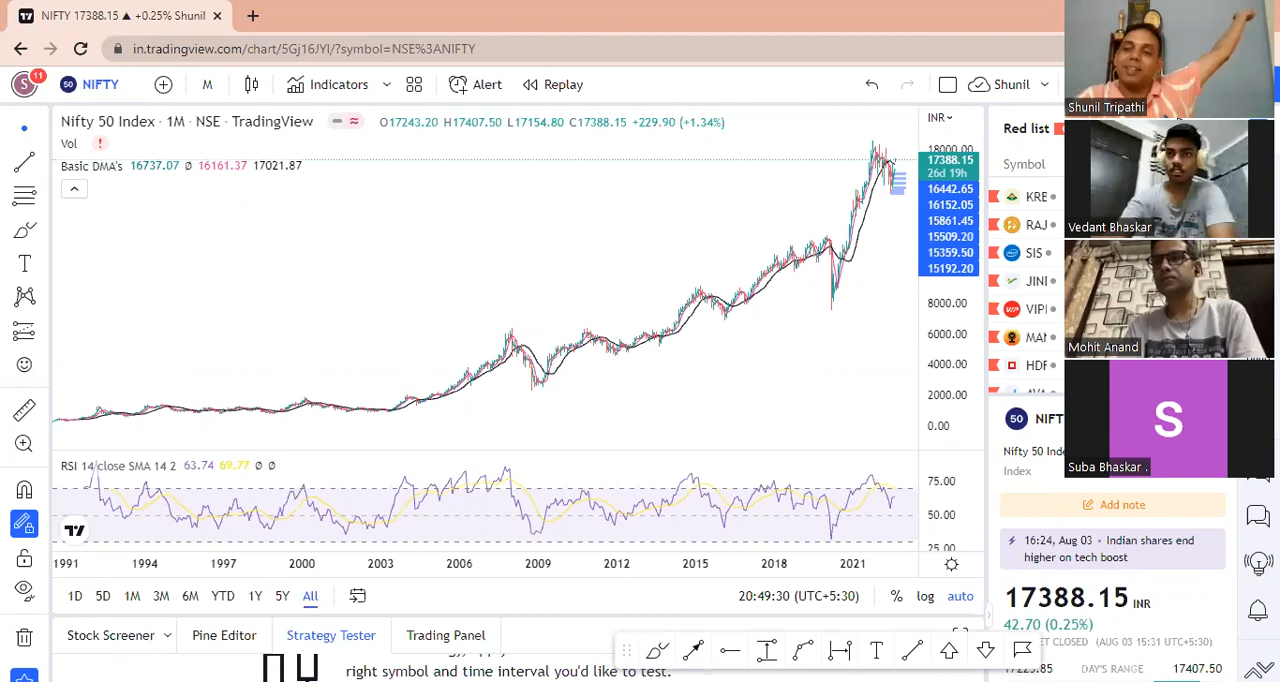 NIFTY 17388.15 ▲ +0.25% Shunil
in.tradingview.com/chart/5Gj16JYI/?symbol=NSE%3ANIFTY
S 11 50 NIFTY M Indicators Alert Replay Shunil
Nifty 50 Index · 1M · NSE · TradingView O17243.20 H17407.50 L17154.80 C17388.15 +229.90 (+1.34%)
Vol
Basic DMA's 16737.07 Ø 16161.37 17021.87
INR
18000.00
17388.15
26d 19h
16442.65
16152.05
15861.45
15509.20
15359.50
15192.20
8000.00
6000.00
4000.00
2000.00
0.00
RSI 14 close SMA 14 2 63.74 69.77 Ø Ø
75.00
50.00
25.00
1991 1994 1997 2000 2003 2006 2009 2012 2015 2018 2021
1D 5D 1M 3M 6M YTD 1Y 5Y All
20:49:30 (UTC+5:30) % log auto
Stock Screener Pine Editor Strategy Tester Trading Panel
right symbol and time interval you'd like to test.
Red list
Symbol
KRE
RAJ
SIS
JINI
VIPI
MAN
HDF
50 NIFT
Nifty 50 Inde
Index
Add note
16:24, Aug 03 • Indian shares end
higher on tech boost
17388.15 INR
42.70 (0.25%)
ET CLOSED (AUG 03 15:31 UTC+5:30)
DAY'S RANGE 17407.50
Shunil Tripathi
Vedant Bhaskar
Mohit Anand
S
Suba Bhaskar .